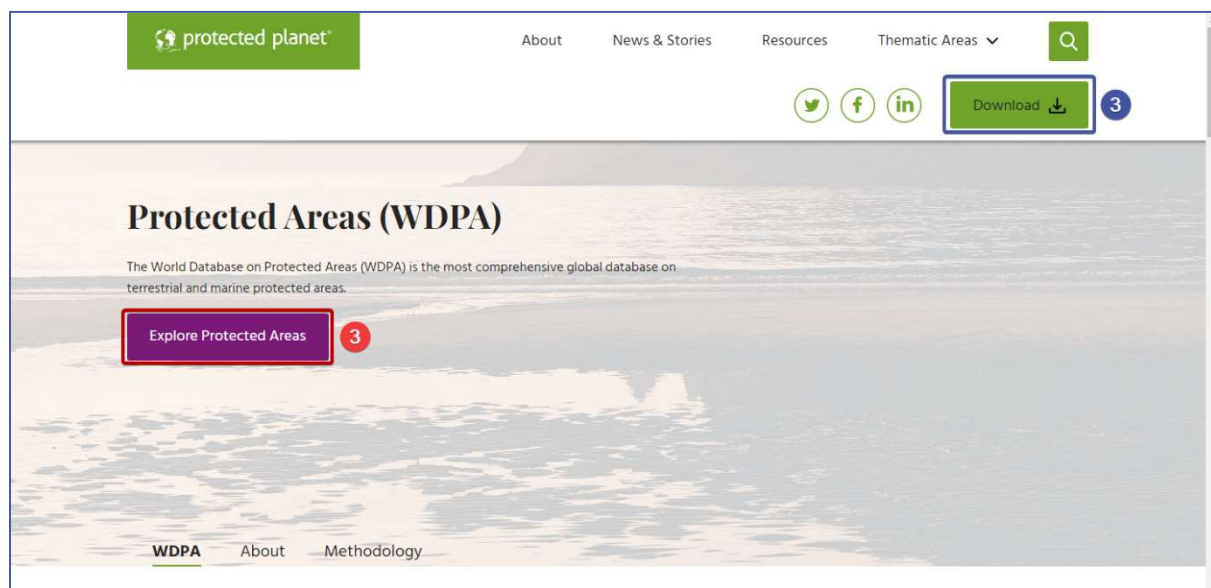 protected planet®
About News & Stories Resources Thematic Areas
Download 3
Protected Areas (WDPA)
The World Database on Protected Areas (WDPA) is the most comprehensive global database on
terrestrial and marine protected areas.
Explore Protected Areas 3
WDPA About Methodology